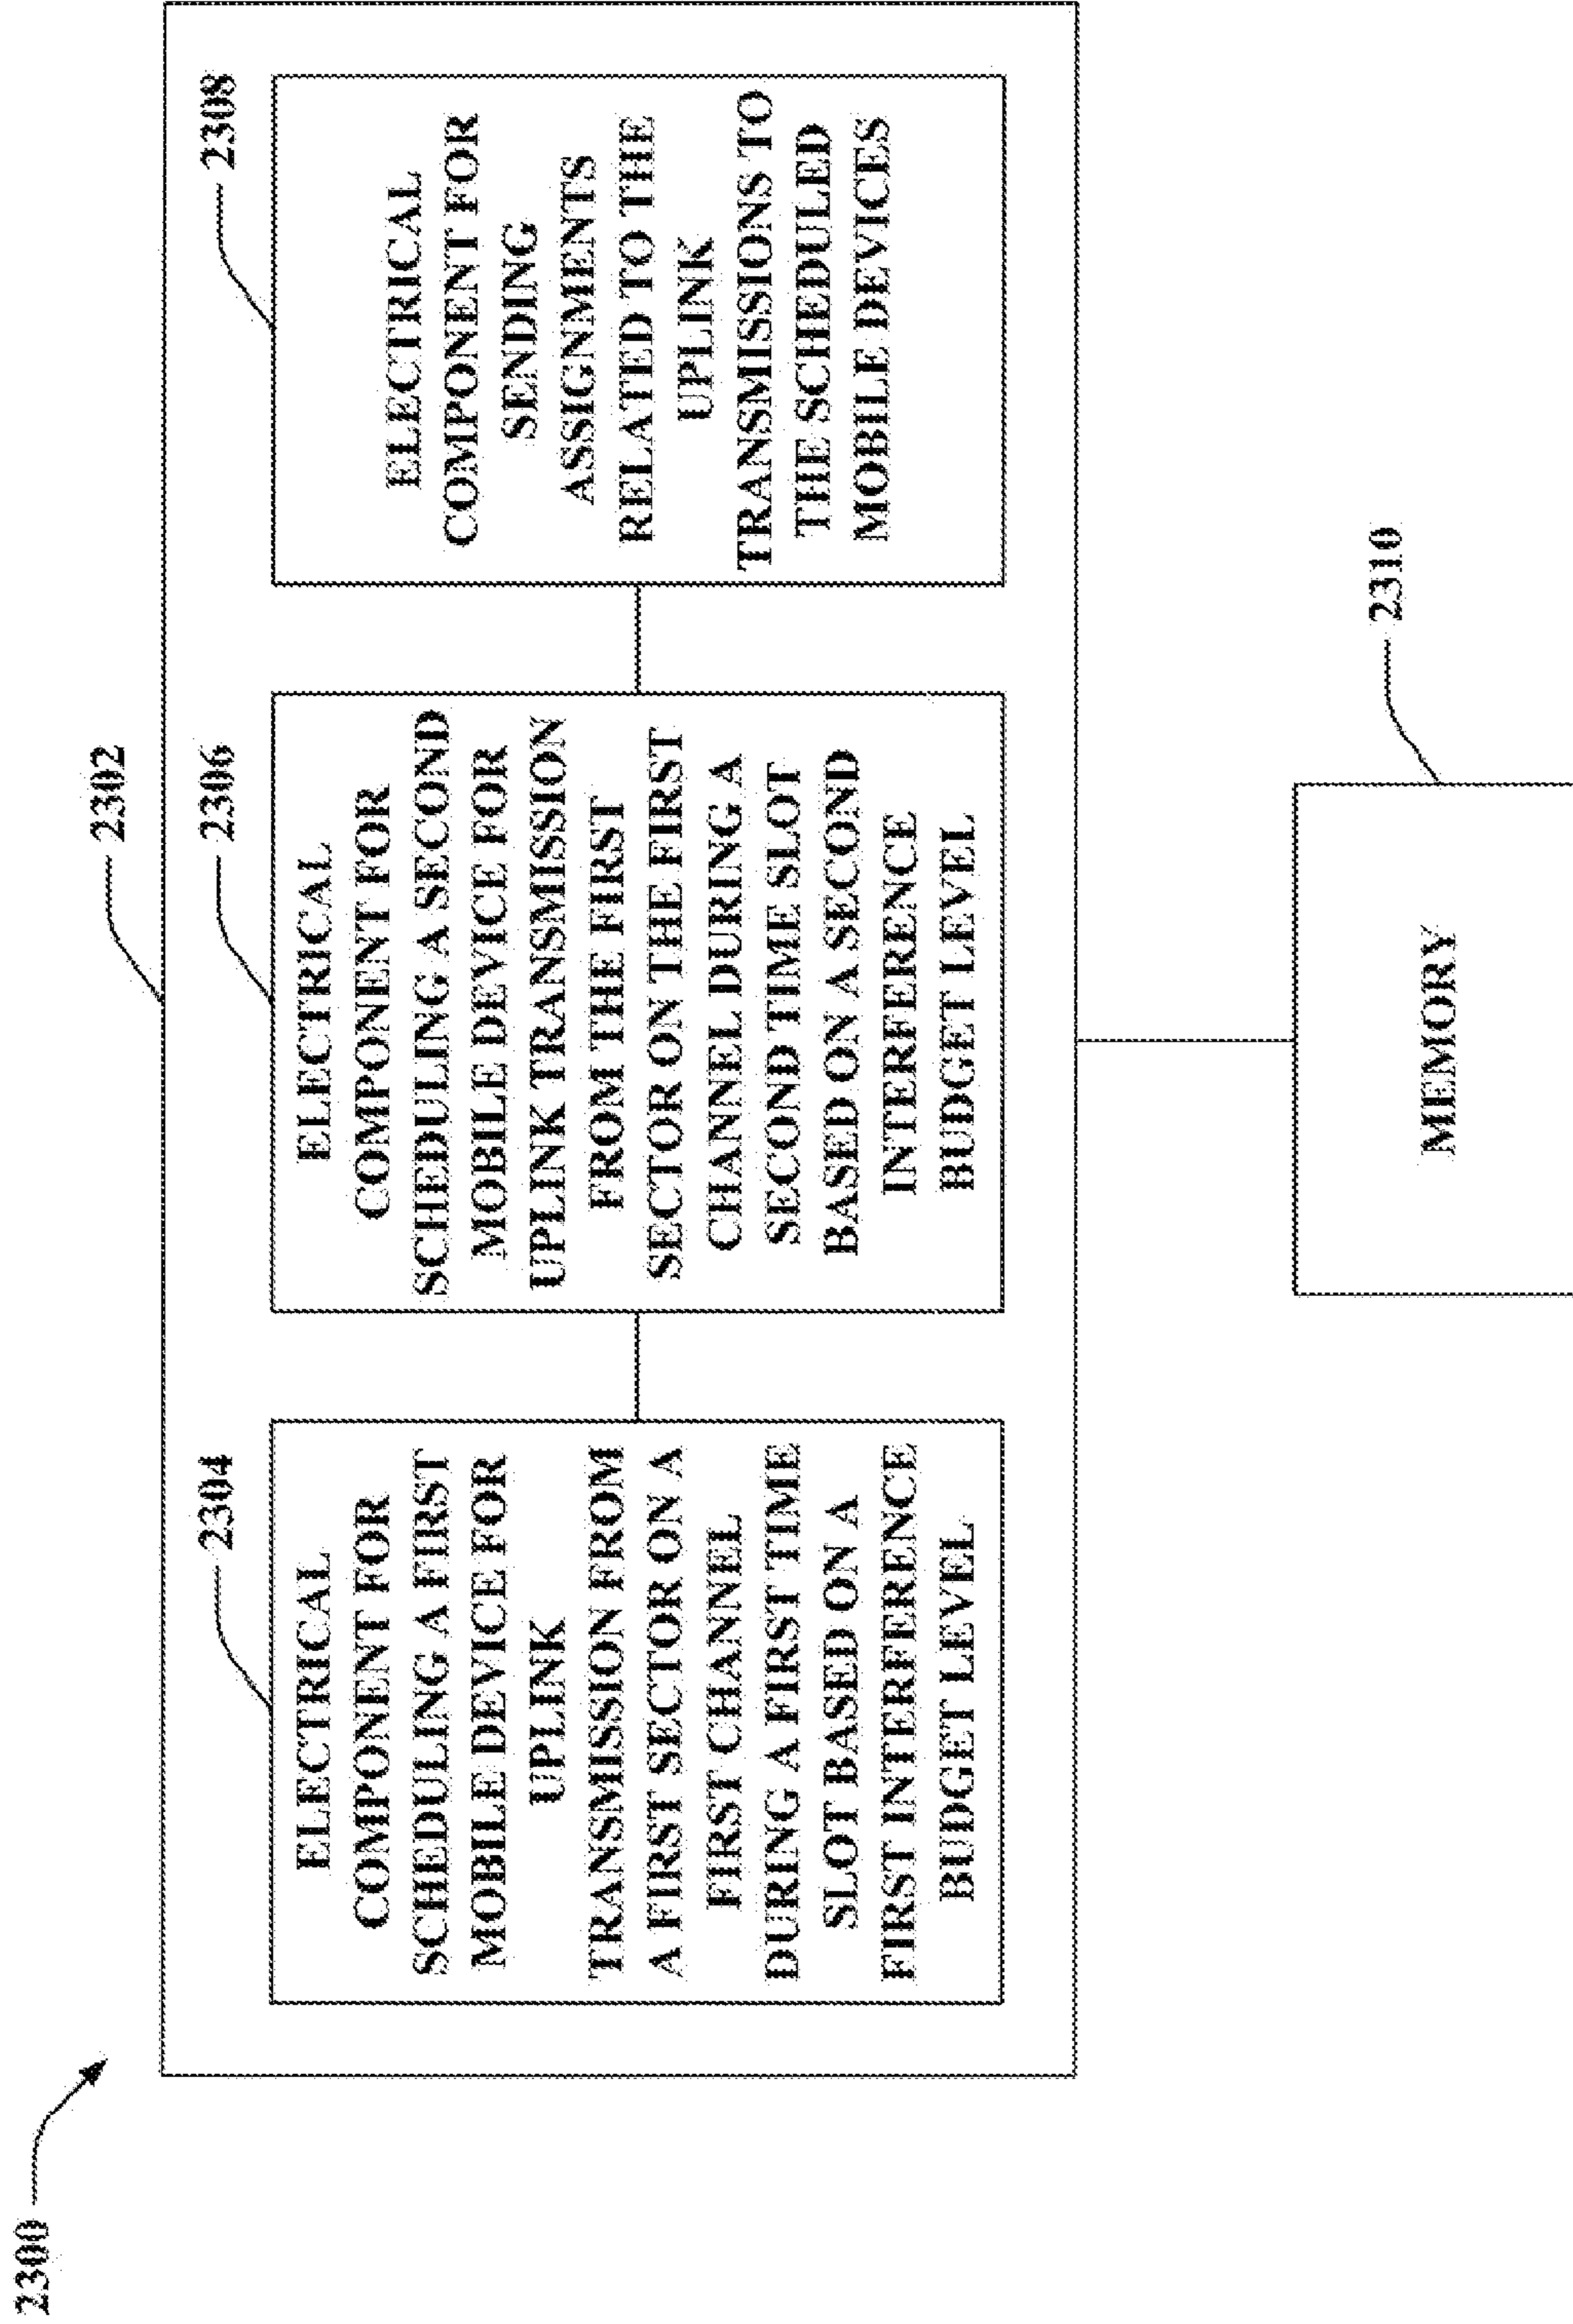 2300
2302
2304
ELECTRICAL
COMPONENT FOR
SCHEDULING A FIRST
MOBILE DEVICE FOR
UPLINK
TRANSMISSION FROM
A FIRST SECTOR ON A
FIRST CHANNEL
DURING A FIRST TIME
SLOT BASED ON A
FIRST INTERFERENCE
BUDGET LEVEL
2306
ELECTRICAL
COMPONENT FOR
SCHEDULING A SECOND
MOBILE DEVICE FOR
UPLINK TRANSMISSION
FROM THE FIRST
SECTOR ON THE FIRST
CHANNEL DURING A
SECOND TIME SLOT
BASED ON A SECOND
INTERFERENCE
BUDGET LEVEL
2308
ELECTRICAL
COMPONENT FOR
SENDING
ASSIGNMENTS
RELATED TO THE
UPLINK
TRANSMISSIONS TO
THE SCHEDULED
MOBILE DEVICES
2310
MEMORY